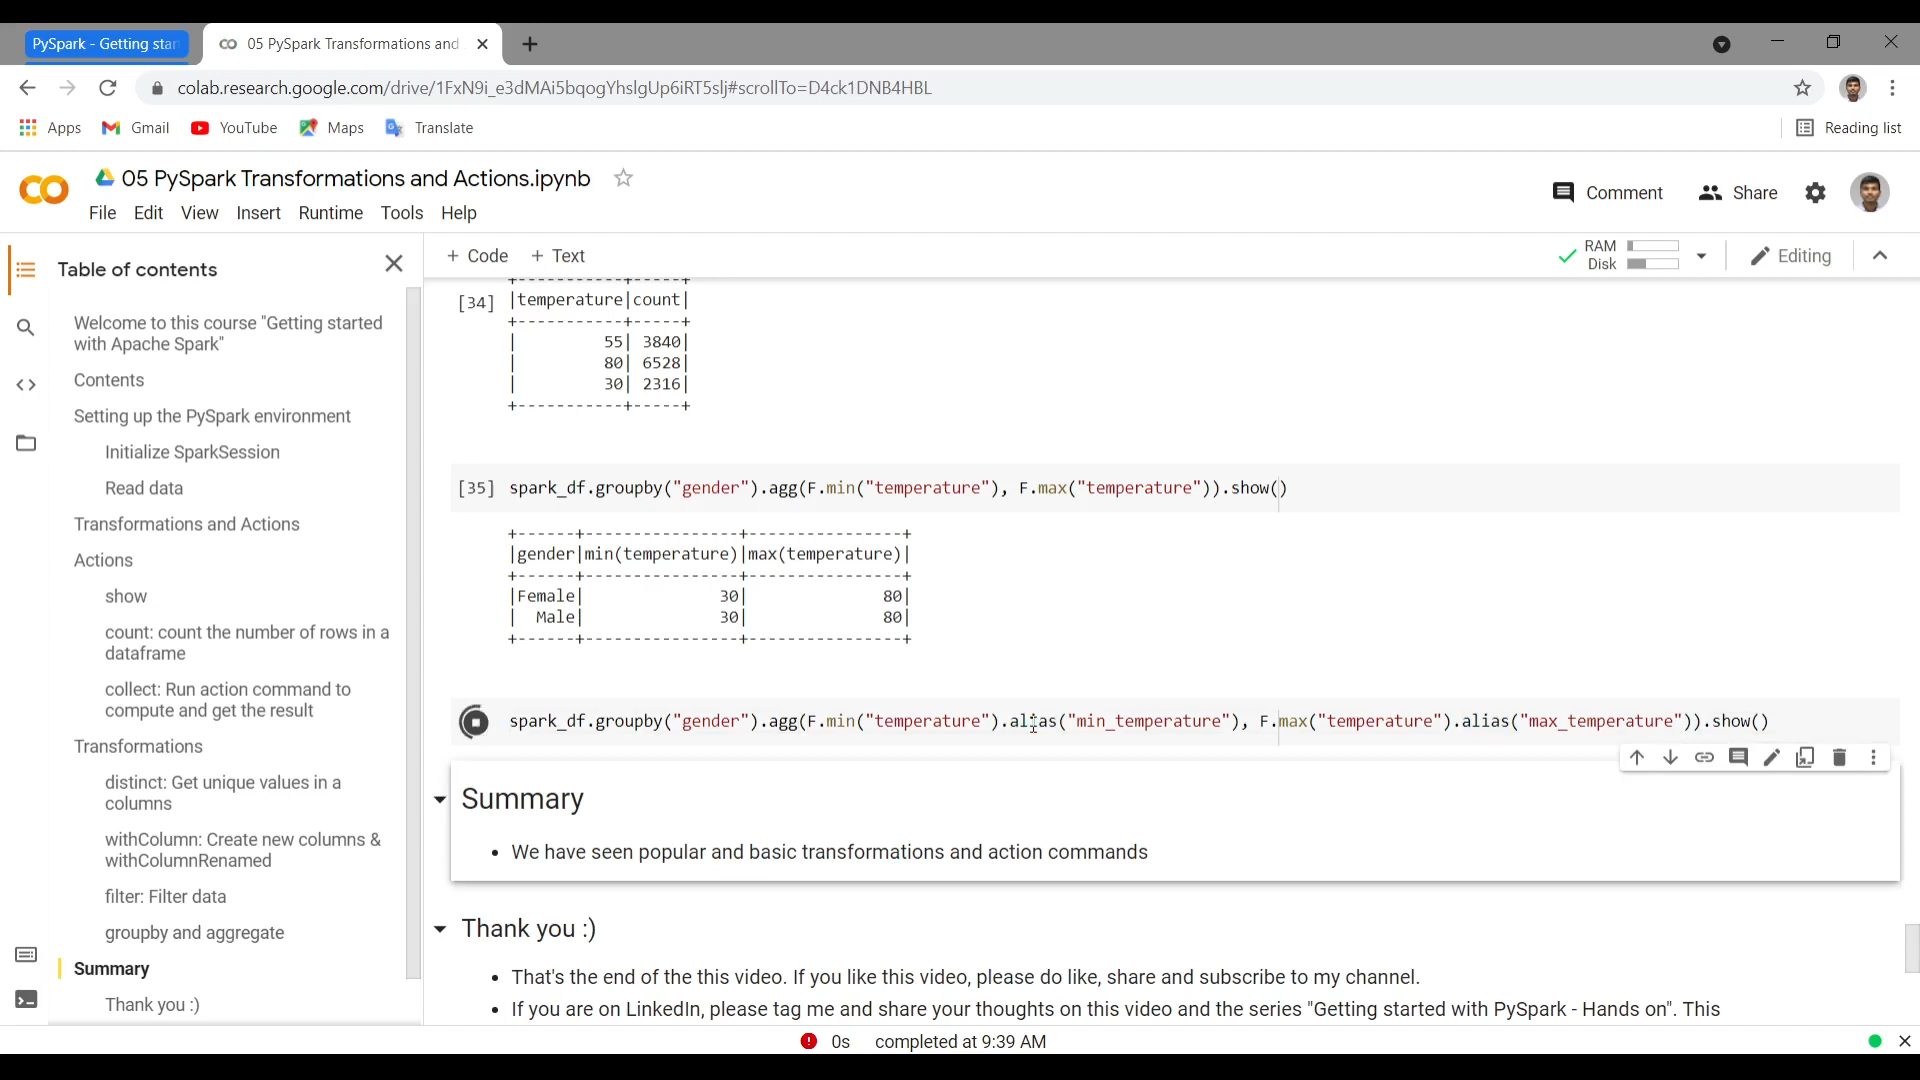 PySpark - Getting star
05 PySpark Transformations and
colab.research.google.com/drive/1FxN9i_e3dMAi5bqogYhslgUp6iRT5slj#scrollTo=D4ck1DNB4HBL
Apps Gmail YouTube Maps Translate Reading list
05 PySpark Transformations and Actions.ipynb
Comment Share
File Edit View Insert Runtime Tools Help
Table of contents
+ Code + Text
RAM
Disk
Editing
Welcome to this course "Getting started
with Apache Spark"
Contents
Setting up the PySpark environment
Initialize SparkSession
Read data
Transformations and Actions
Actions
show
count: count the number of rows in a
dataframe
collect: Run action command to
compute and get the result
Transformations
distinct: Get unique values in a
columns
withColumn: Create new columns &
withColumnRenamed
filter: Filter data
groupby and aggregate
Summary
Thank you :)
+-----------+-----+
[34] |temperature|count|
+-----------+-----+
|         55| 3840|
|         80| 6528|
|         30| 2316|
+-----------+-----+
[35] spark_df.groupby("gender").agg(F.min("temperature"), F.max("temperature")).show()
+------+----------------+----------------+
|gender|min(temperature)|max(temperature)|
+------+----------------+----------------+
|Female|              30|              80|
|  Male|              30|              80|
+------+----------------+----------------+
spark_df.groupby("gender").agg(F.min("temperature").alias("min_temperature"), F.max("temperature").alias("max_temperature")).show()
Summary
• We have seen popular and basic transformations and action commands
Thank you :)
• That's the end of the this video. If you like this video, please do like, share and subscribe to my channel.
• If you are on LinkedIn, please tag me and share your thoughts on this video and the series "Getting started with PySpark - Hands on". This
0s completed at 9:39 AM